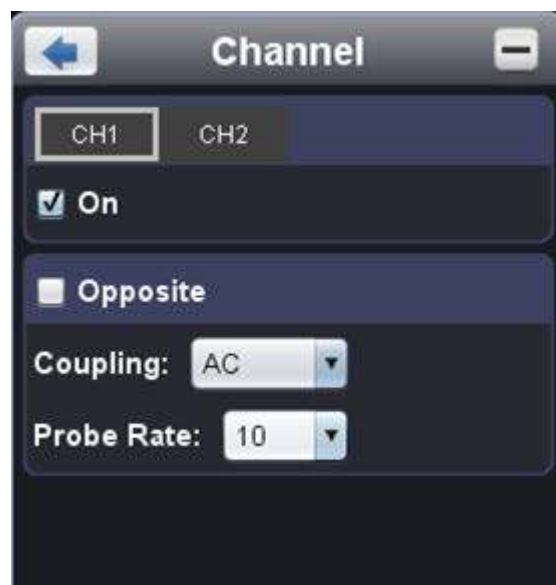 Channel
CH1 CH2
On
Opposite
Coupling: AC
Probe Rate: 10